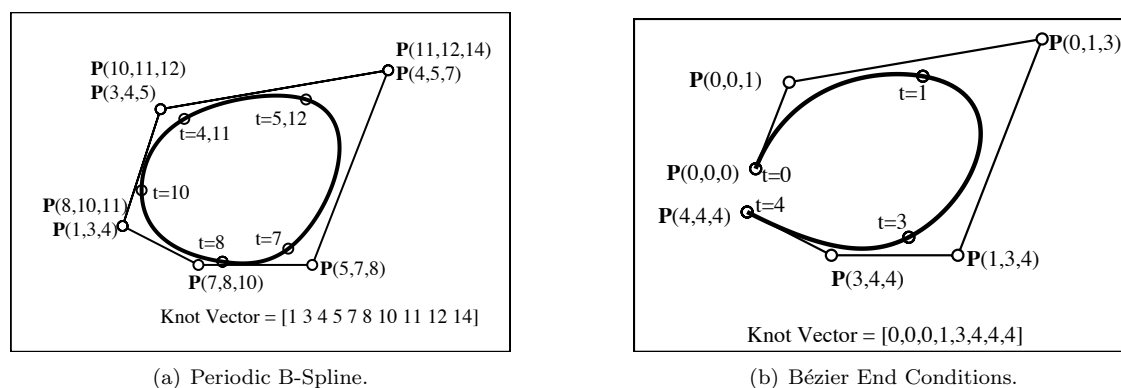 P(11,12,14)
P(10,11,12)
P(4,5,7)
P(3,4,5)
t=4,11
t=5,12
t=10
P(8,10,11)
P(1,3,4)
t=8
t=7
P(7,8,10)
P(5,7,8)
Knot Vector = [1 3 4 5 7 8 10 11 12 14]
(a) Periodic B-Spline.
P(0,1,3)
P(0,0,1)
t=1
P(0,0,0)
t=0
t=4
P(4,4,4)
t=3
P(3,4,4)
P(1,3,4)
Knot Vector = [0,0,0,1,3,4,4,4]
(b) Bézier End Conditions.